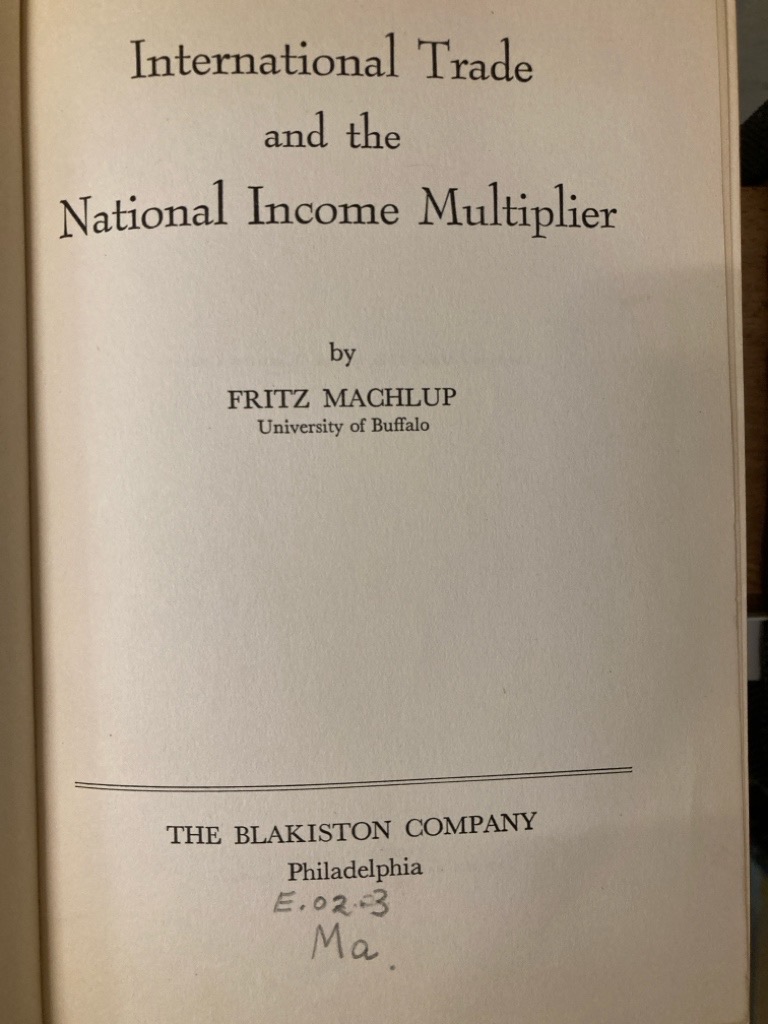 International Trade
and the
National Income Multiplier
by
FRITZ MACHLUP
University of Buffalo
THE BLAKISTON COMPANY
Philadelphia
E.02-3
Ma.